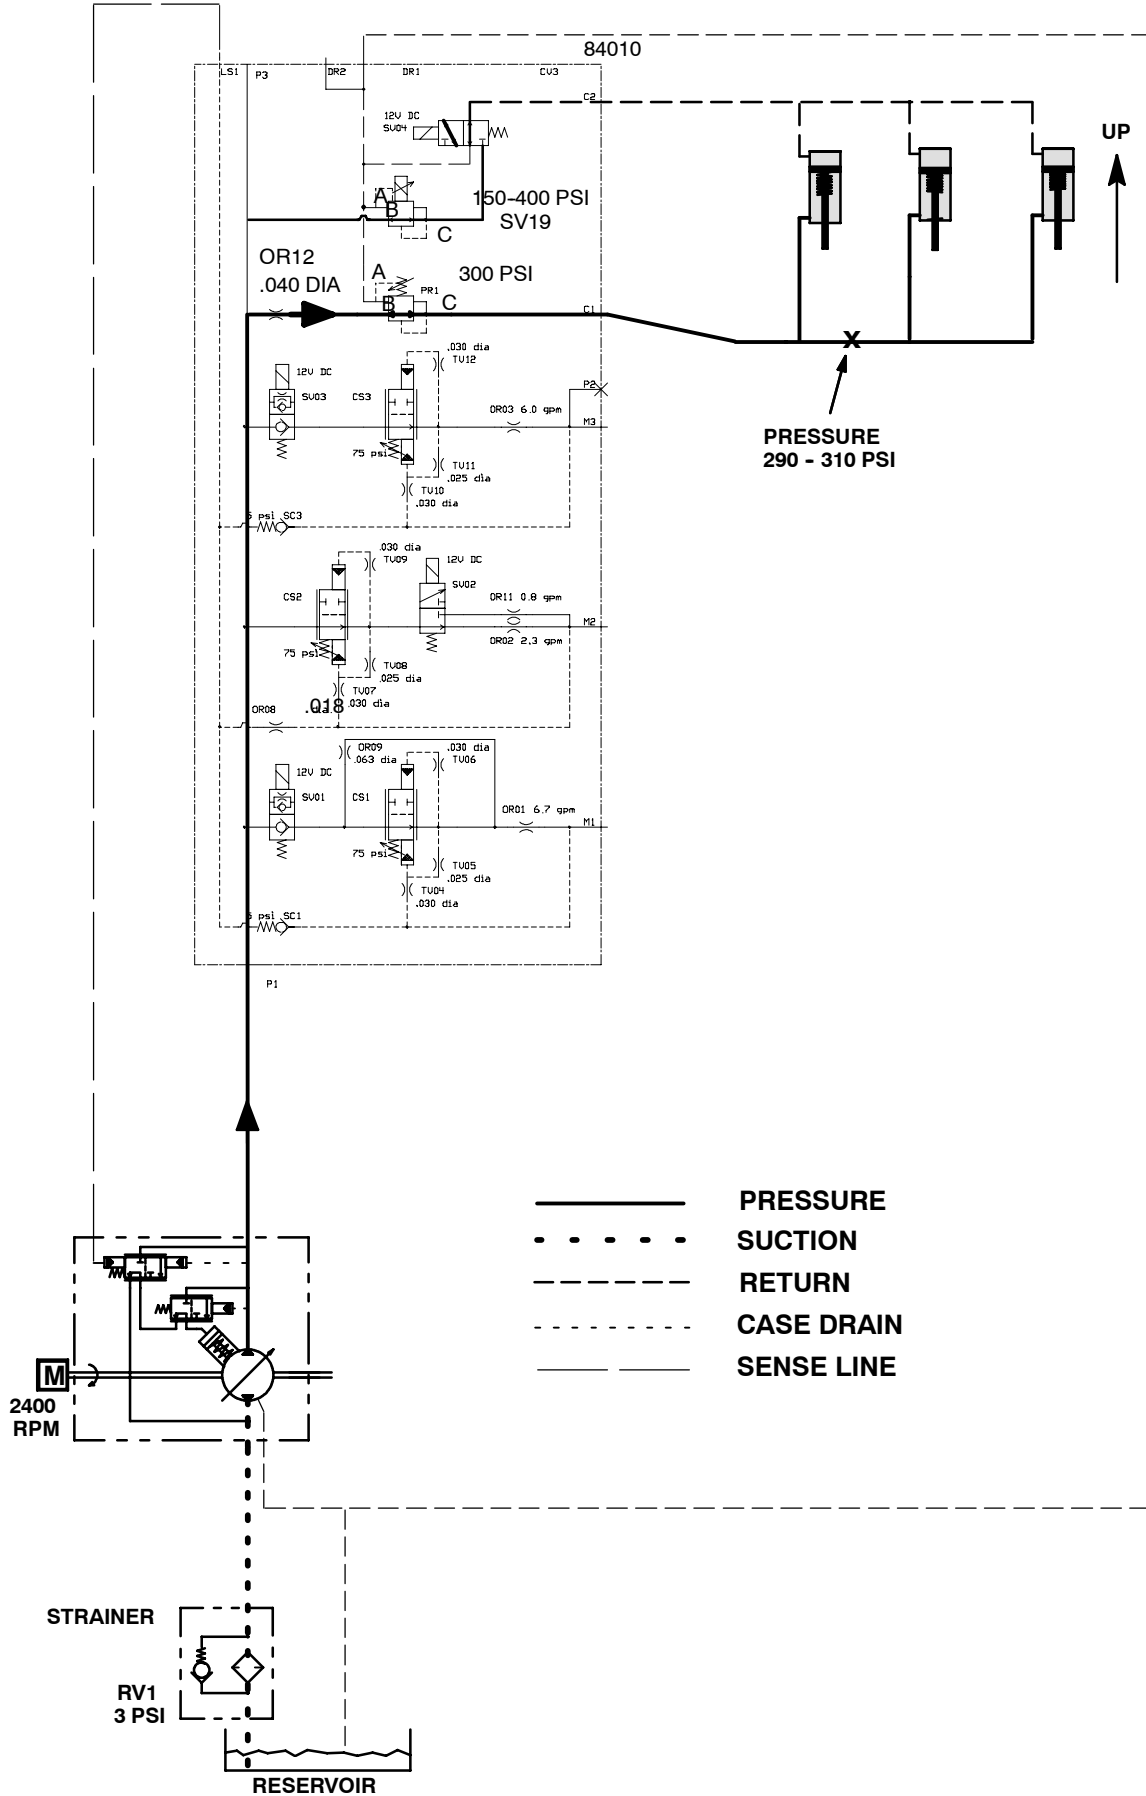 84010
LS1
P3
DR2
DR1
CV3
C2
12V DC
SV04
UP
A
150-400 PSI
B
SV19
C
OR12
.040 DIA
A
300 PSI
PR1
B
C
C1
.030 dia
TV12
12V DC
SV03
CS3
P2
OR03 6.0 gpm
M3
75 psi
TV11
.025 dia
TV10
.030 dia
PRESSURE
290 - 310 PSI
5 psi SC3
.030 dia
TV09
12V DC
SV02
CS2
OR11 0.8 gpm
M2
OR02 2.3 gpm
75 psi
TV08
.025 dia
TV07
.030 dia
.018
dia.
OR08
OR09
.063 dia
.030 dia
TV06
12V DC
SV01
CS1
OR01 6.7 gpm
M1
75 psi
TV05
.025 dia
TV04
.030 dia
5 psi SC1
P1
PRESSURE
SUCTION
RETURN
CASE DRAIN
SENSE LINE
M
2400
RPM
STRAINER
RV1
3 PSI
RESERVOIR
X